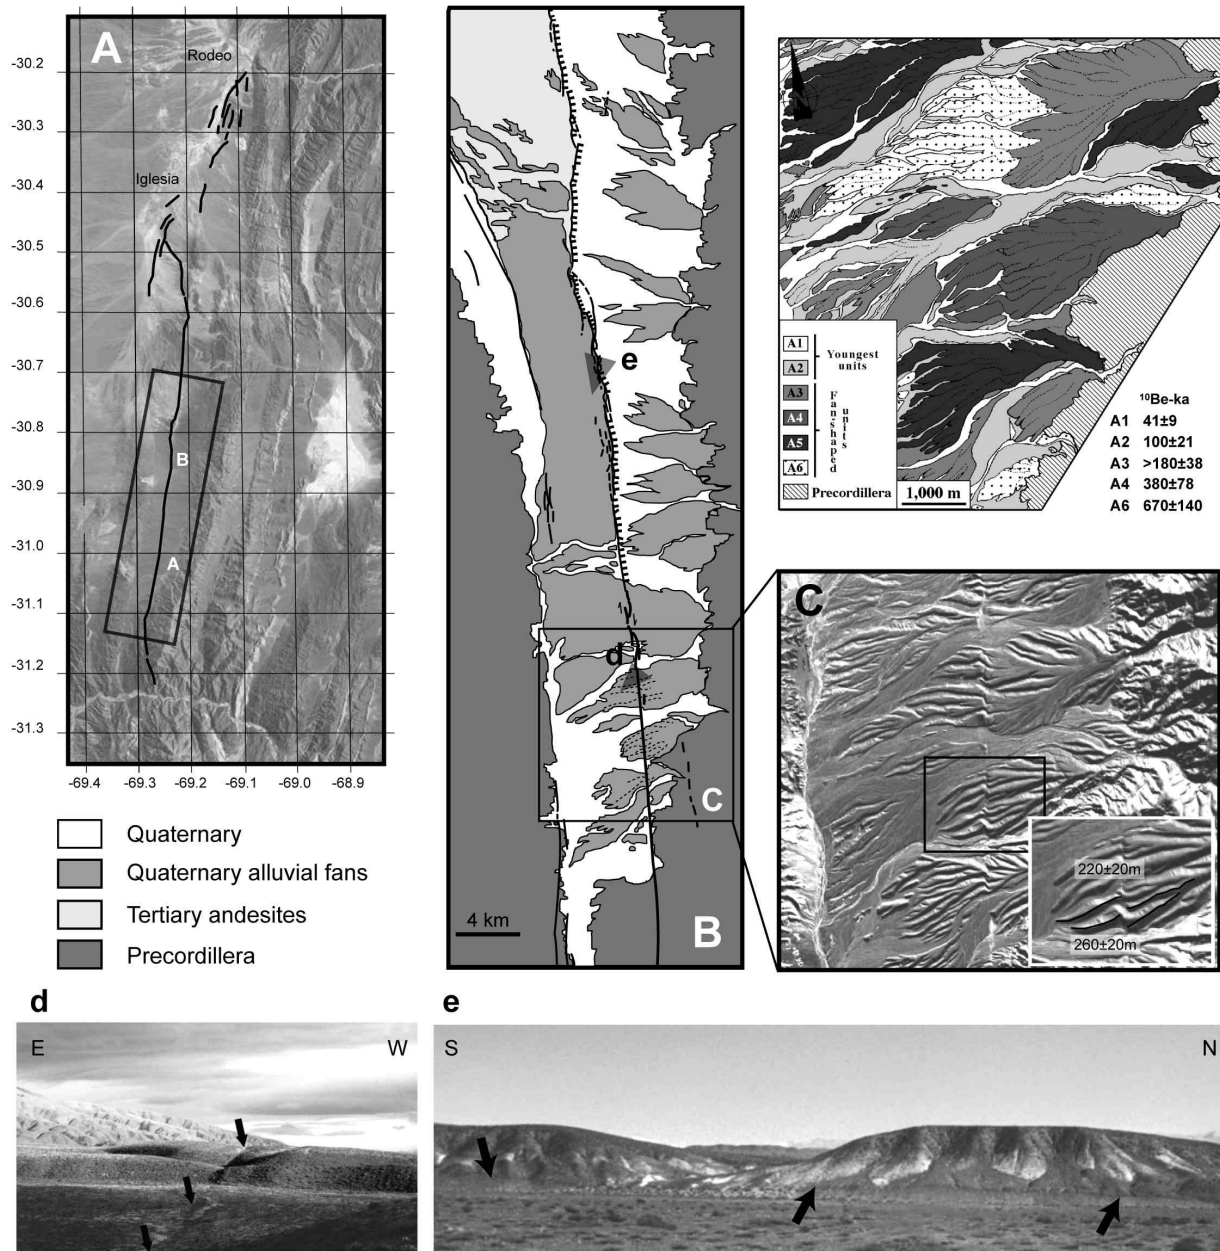 A
Rodeo
Iglesia
B
A
-30.2
-30.3
-30.4
-30.5
-30.6
-30.7
-30.8
-30.9
-31.0
-31.1
-31.2
-31.3
-69.4 -69.3 -69.2 -69.1 -69.0 -68.9
Quaternary
Quaternary alluvial fans
Tertiary andesites
Precordillera
e
d
C
4 km
B
A1
A2
Youngest
units
A3
A4
A5
A6
Fan-shaped
units
Precordillera
1,000 m
10Be-ka
A1 41±9
A2 100±21
A3 >180±38
A4 380±78
A6 670±140
C
220±20m
260±20m
d
E W
e
S N